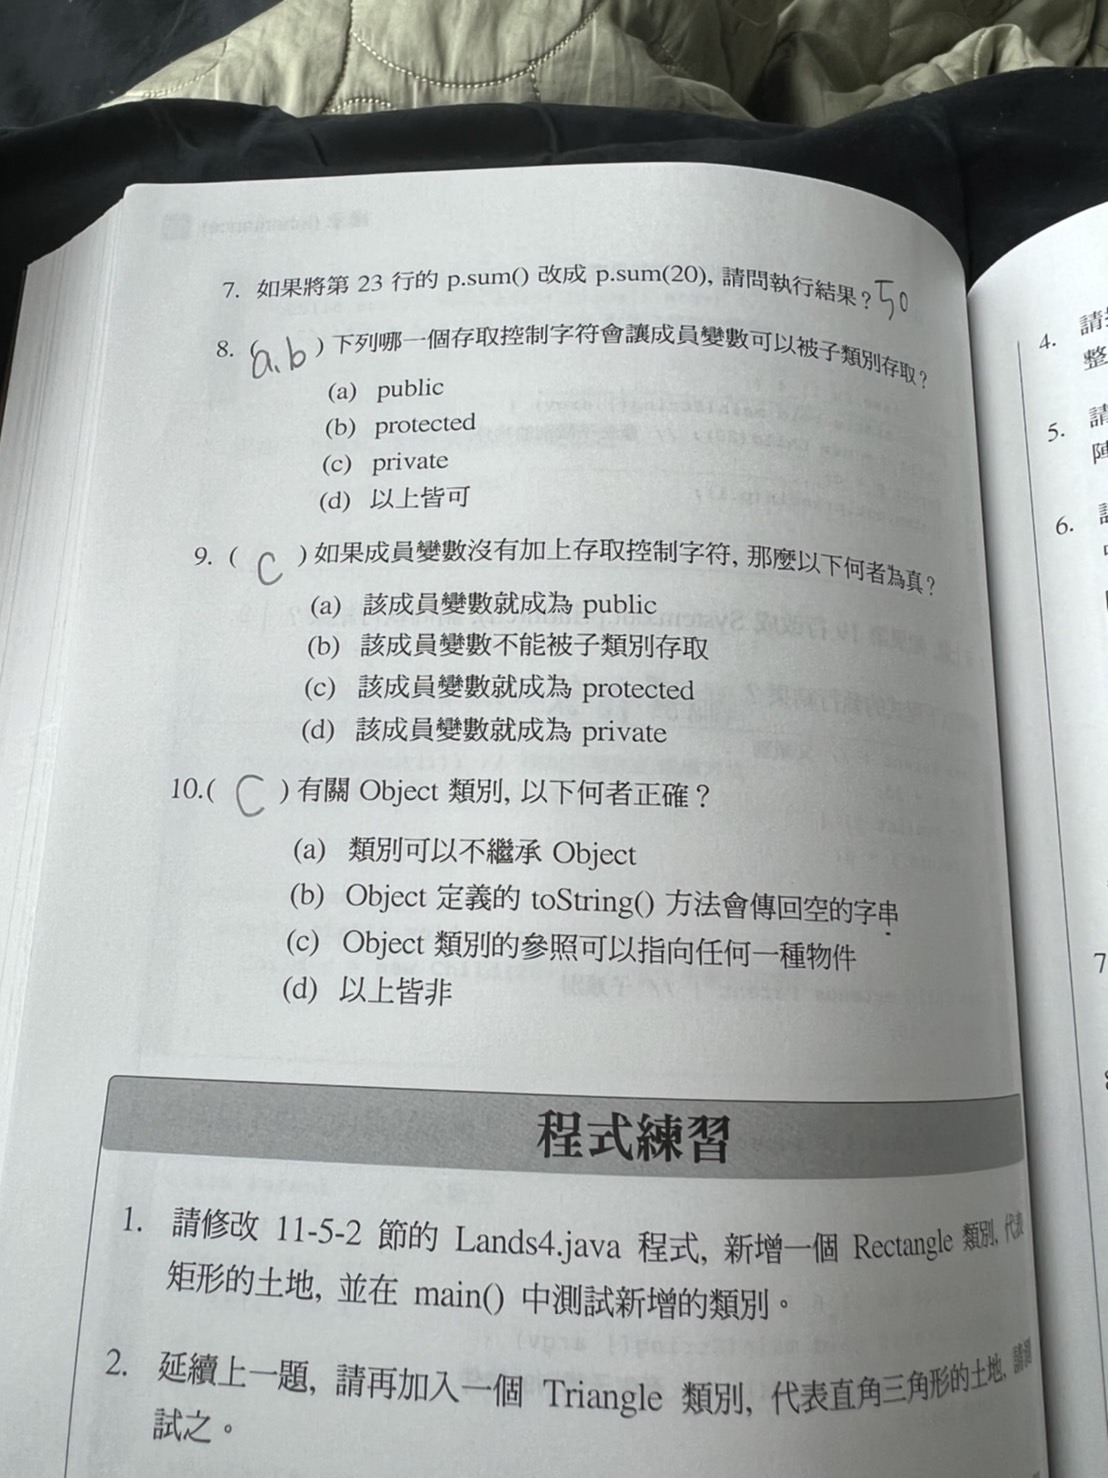 7. 如果將第 23 行的 p.sum() 改成 p.sum(20), 請問執行結果? 50
8. ( a,b ) 下列哪一個存取控制字符會讓成員變數可以被子類別存取?
(a) public
(b) protected
(c) private
(d) 以上皆可
9. ( C ) 如果成員變數沒有加上存取控制字符, 那麼以下何者為真?
(a) 該成員變數就成為 public
(b) 該成員變數不能被子類別存取
(c) 該成員變數就成為 protected
(d) 該成員變數就成為 private
10.( C ) 有關 Object 類別, 以下何者正確?
(a) 類別可以不繼承 Object
(b) Object 定義的 toString() 方法會傳回空的字串
(c) Object 類別的參照可以指向任何一種物件
(d) 以上皆非
程式練習
1. 請修改 11-5-2 節的 Lands4.java 程式, 新增一個 Rectangle 類別, 代表
矩形的土地, 並在 main() 中測試新增的類別。
2. 延續上一題, 請再加入一個 Triangle 類別, 代表直角三角形的土地,
試之。
4.
整
5. 請
6.
7